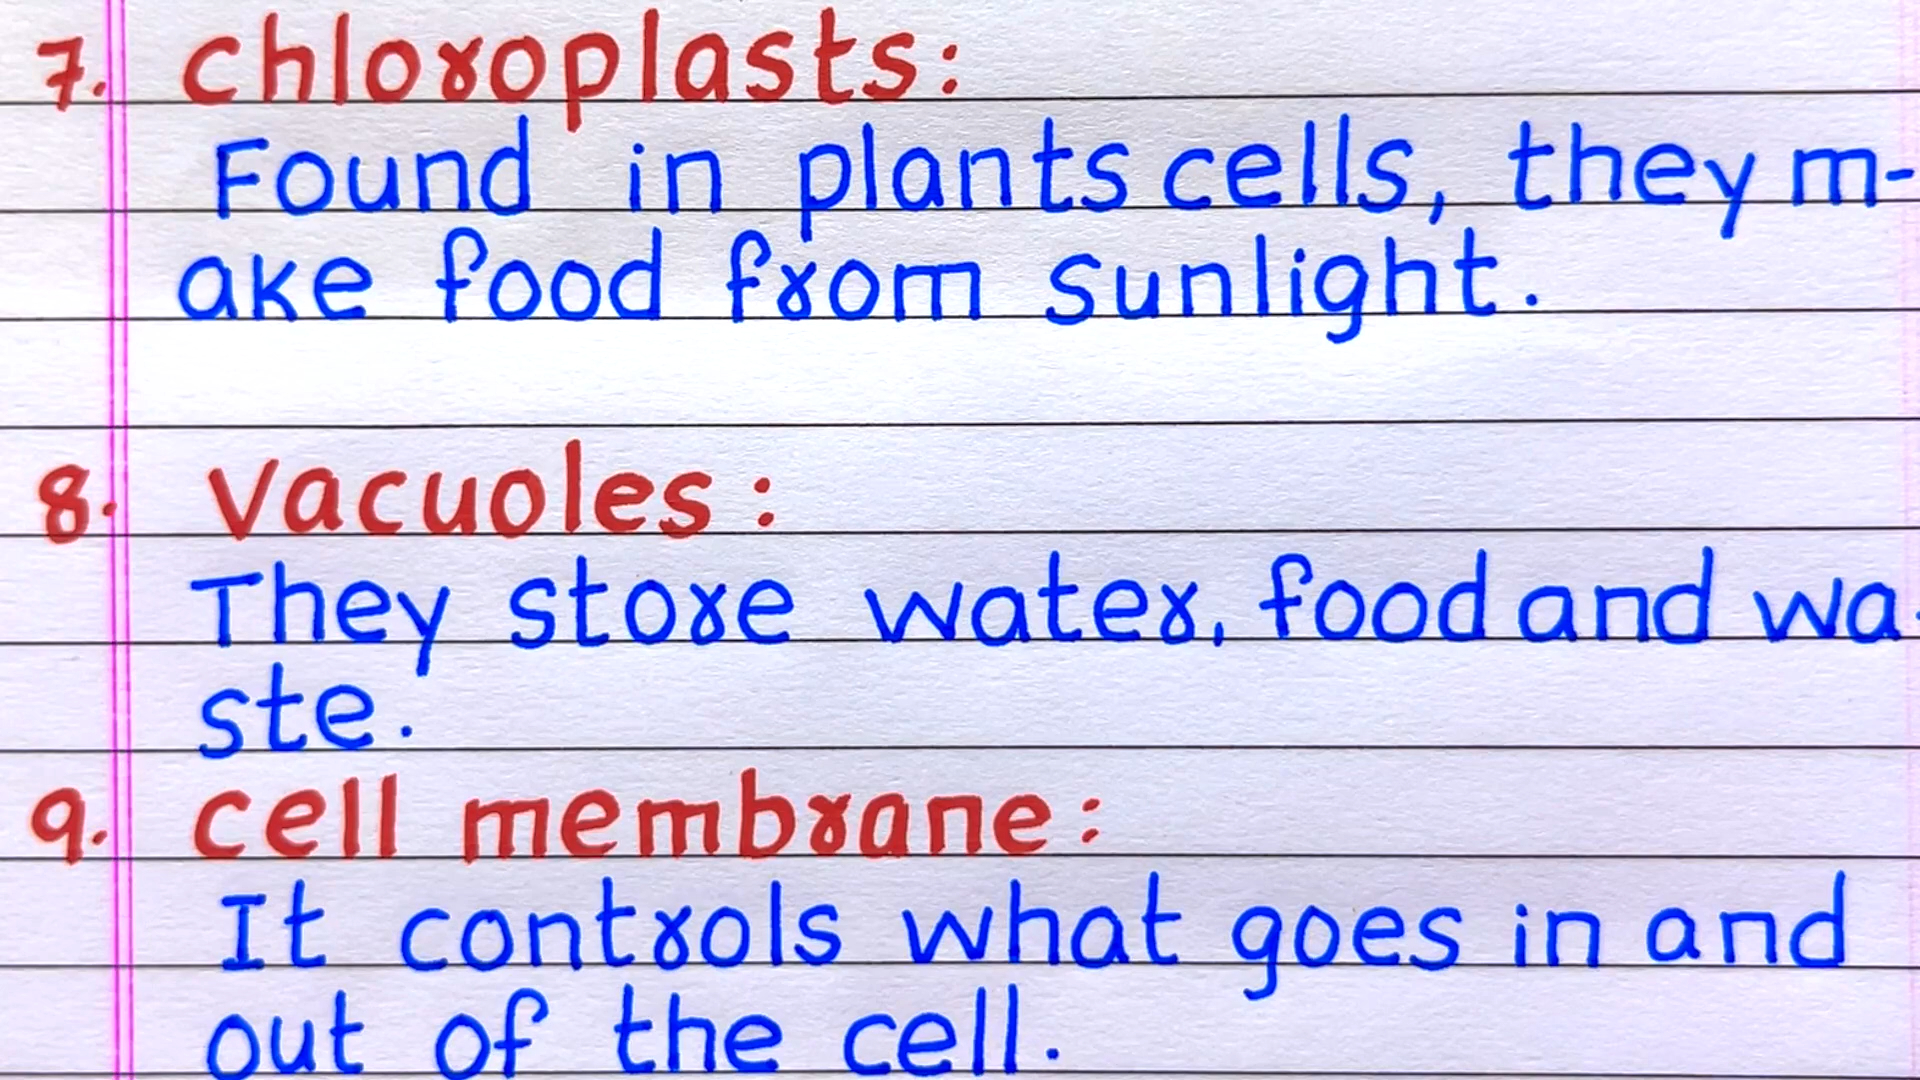 7. chloroplasts:
Found in plants cells, they m-
ake food from sunlight.
8. Vacuoles:
They store water, food and wa-
ste.
9. cell membrane:
It controls what goes in and
out of the cell.